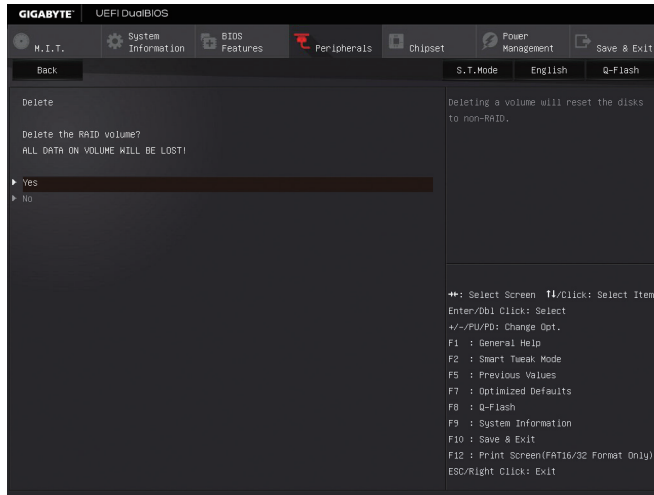 GIGABYTE™ UEFI DualBIOS
M.I.T. System Information BIOS Features Peripherals Chipset Power Management Save & Exit
Back S.T.Mode English Q-Flash
Delete
Delete the RAID volume?
ALL DATA ON VOLUME WILL BE LOST!
Yes
No
Deleting a volume will reset the disks
to non-RAID.
→←: Select Screen ↑↓/Click: Select Item
Enter/Dbl Click: Select
+/-/PU/PD: Change Opt.
F1 : General Help
F2 : Smart Tweak Mode
F5 : Previous Values
F7 : Optimized Defaults
F8 : Q-Flash
F9 : System Information
F10 : Save & Exit
F12 : Print Screen(FAT16/32 Format Only)
ESC/Right Click: Exit